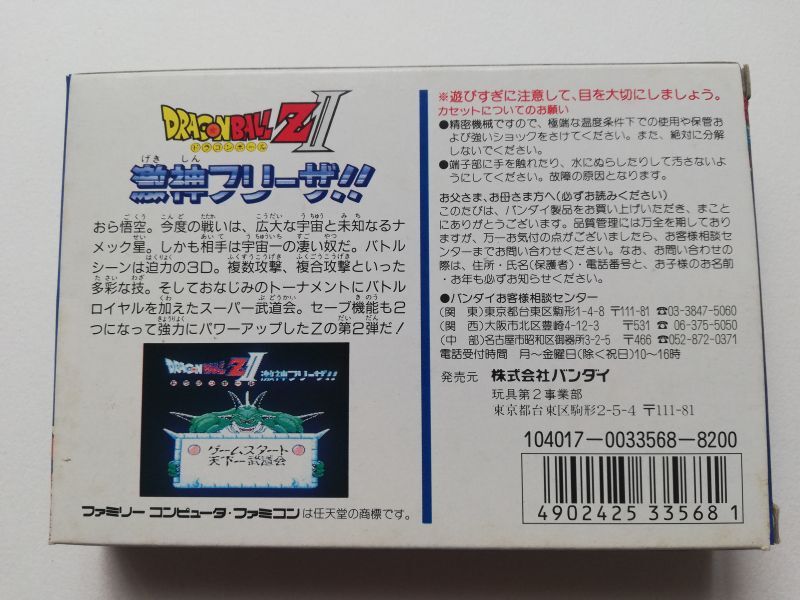 DRAGON BALL Z II
ドラゴンボール
激神フリーザ!!
げき しん
おら悟空。今度の戦いは、広大な宇宙と未知なるナ
メック星。しかも相手は宇宙一の凄い奴だ。バトル
シーンは迫力の3D。複数攻撃、複合攻撃といった
多彩な技。そしておなじみのトーナメントにバトル
ロイヤルを加えたスーパー武道会。セーブ機能も2
つになって強力にパワーアップしたZの第2弾だ!
DRAGON BALL Z II
ドラゴンボール
激神フリーザ!!
ゲームスタート
天下一武道会
ファミリーコンピュータ・ファミコンは任天堂の商標です。
※遊びすぎに注意して、目を大切にしましょう。
カセットについてのお願い
●精密機械ですので、極端な温度条件下での使用や保管お
よび強いショックをさけてください。また、絶対に分解
しないでください。
●端子部に手を触れたり、水にぬらしたりして汚さないよ
うにしてください。故障の原因となります。
お父さま、お母さま方へ(必ずお読みください)
このたびは、バンダイ製品をお買い上げいただき、まこと
にありがとうございます。品質管理には万全を期しており
ますが、万一お気付の点がございましたら、お客様相談セ
ンターまでお問い合わせください。なお、お問い合わせの
際は、住所・氏名(保護者)・電話番号と、お子様のお名前
・お年も必ずお知らせください。
●バンダイお客様相談センター
(関 東)東京都台東区駒形1-4-8 〒111-81 ☎03-3847-5060
(関 西)大阪市北区豊崎4-12-3 〒531 ☎06-375-5050
(中 部)名古屋市昭和区御器所3-2-5 〒466 ☎052-872-0371
電話受付時間 月〜金曜日(除く祝日)10〜16時
発売元 株式会社バンダイ
玩具第2事業部
東京都台東区駒形2-5-4 〒111-81
104017-0033568-8200
4902425335681